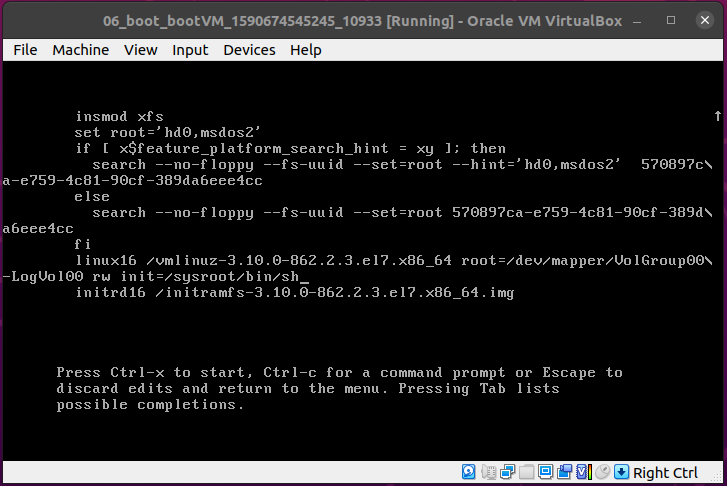 06_boot_bootVM_1590674545245_10933 [Running] - Oracle VM VirtualBox
File Machine View Input Devices Help
insmod xfs
set root='hd0,msdos2'
if [ x$feature_platform_search_hint = xy ]; then
search --no-floppy --fs-uuid --set=root --hint='hd0,msdos2'  570897c\
a-e759-4c81-90cf-389da6eee4cc
else
search --no-floppy --fs-uuid --set=root 570897ca-e759-4c81-90cf-389d\
a6eee4cc
fi
linux16 /vmlinuz-3.10.0-862.2.3.el7.x86_64 root=/dev/mapper/VolGroup00\
-LogVol00 rw init=/sysroot/bin/sh_
initrd16 /initramfs-3.10.0-862.2.3.el7.x86_64.img
Press Ctrl-x to start, Ctrl-c for a command prompt or Escape to
discard edits and return to the menu. Pressing Tab lists
possible completions.
Right Ctrl